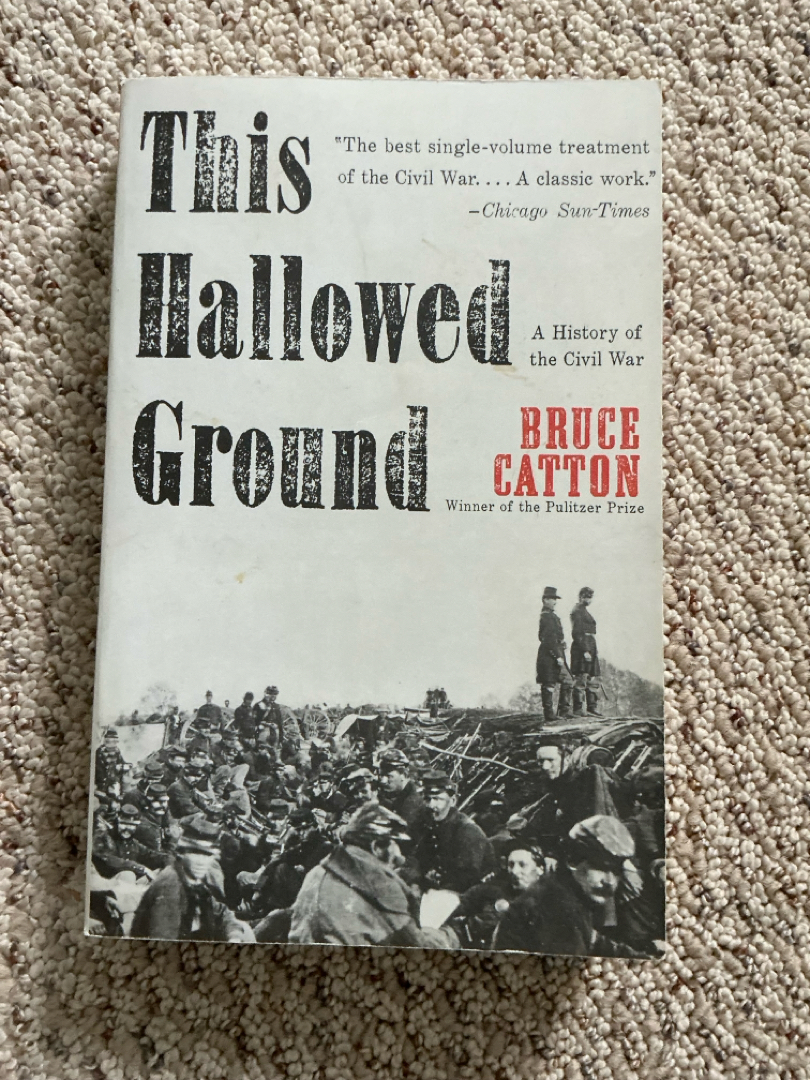 This
"The best single-volume treatment
of the Civil War.... A classic work."
–Chicago Sun-Times
Hallowed
A History of
the Civil War
Ground
BRUCE
CATTON
Winner of the Pulitzer Prize